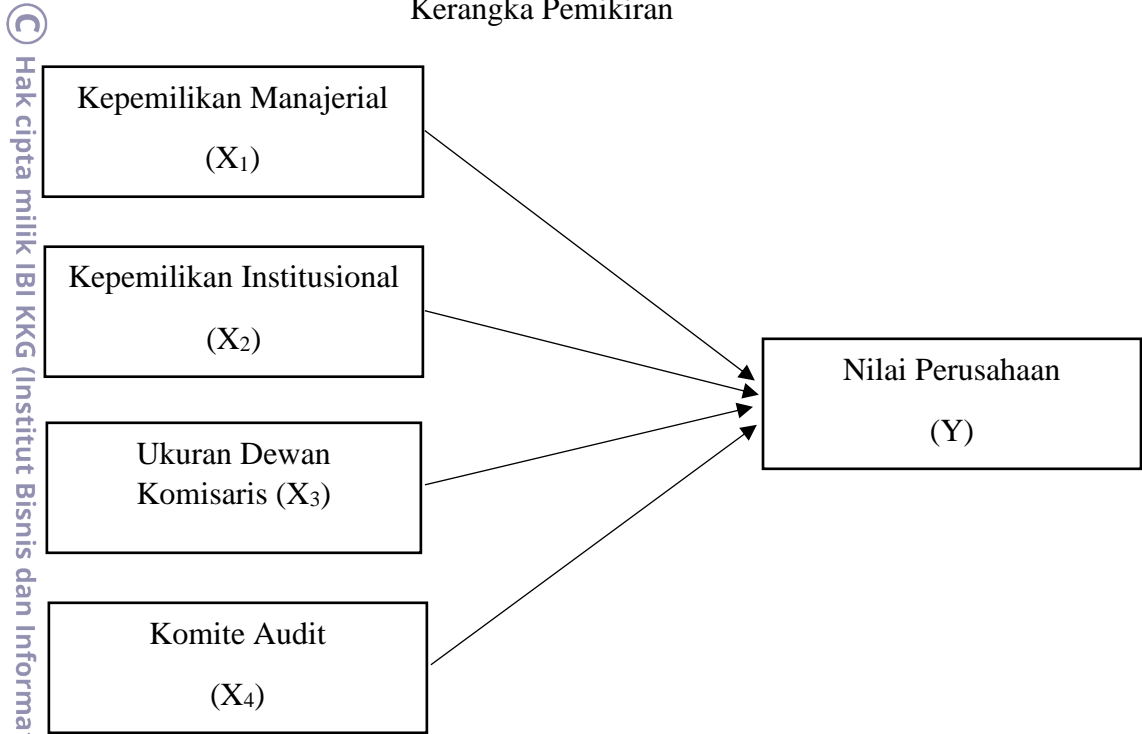 Kerangka Pemikiran
© Hak cipta milik IBI KKG (Institut Bisnis dan Informa
Kepemilikan Manajerial
(X₁)
Kepemilikan Institusional
(X₂)
Ukuran Dewan
Komisaris (X₃)
Komite Audit
(X₄)
Nilai Perusahaan
(Y)